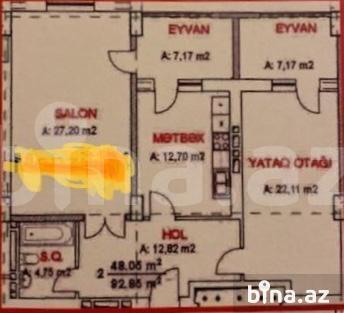 EYVAN
A: 7,17 m2
EYVAN
A: 7,17 m2
SALON
A: 27,20 m2
MƏTBƏX
A: 12,70 m2
YATAQ OTAĞI
A: 22,11 m2
HOL
A: 12,82 m2
S.Q.
A: 4,75 m2
2
48.05 m²
92.85 m²
bina.az
bina.az